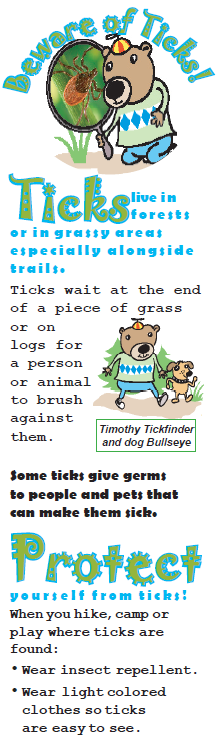 Beware of Ticks!
Ticks live in
forests
or in grassy areas
especially alongside
trails.
Ticks wait at the end
of a piece of grass
or on
logs for
a person
or animal
to brush
against
them.
Timothy Tickfinder
and dog Bullseye
Some ticks give germs
to people and pets that
can make them sick.
Protect
yourself from ticks!
When you hike, camp or
play where ticks are
found:
• Wear insect repellent.
• Wear light colored
clothes so ticks
are easy to see.